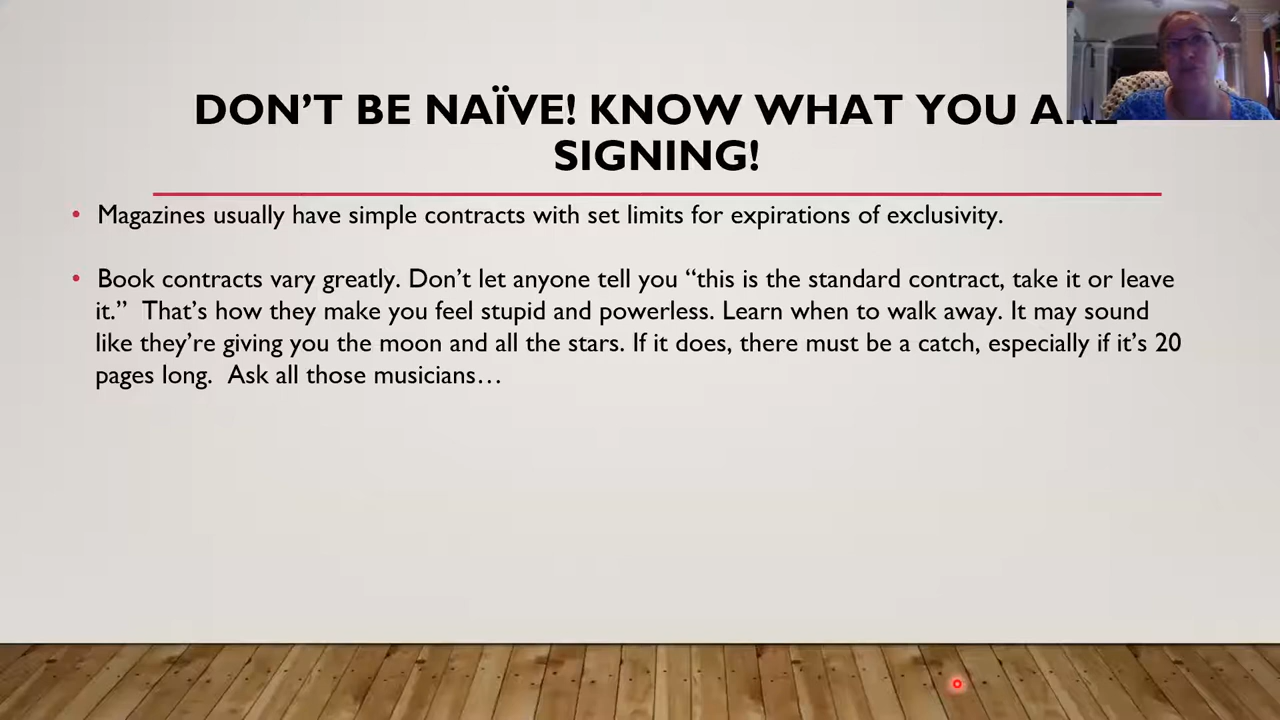 DON'T BE NAÏVE! KNOW WHAT YOU ARE
SIGNING!
• Magazines usually have simple contracts with set limits for expirations of exclusivity.
• Book contracts vary greatly. Don't let anyone tell you “this is the standard contract, take it or leave
it.”  That's how they make you feel stupid and powerless. Learn when to walk away. It may sound
like they're giving you the moon and all the stars. If it does, there must be a catch, especially if it's 20
pages long.  Ask all those musicians…